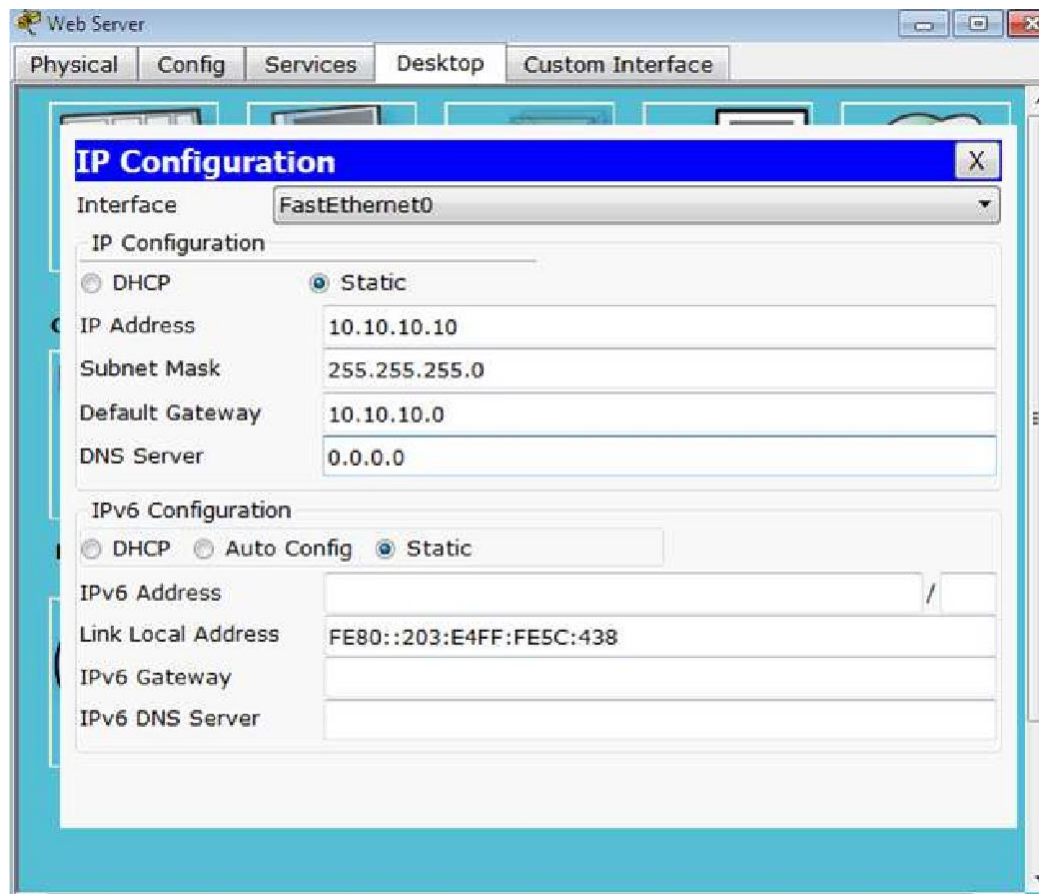 Web Server
Physical Config Services Desktop Custom Interface
IP Configuration X
Interface FastEthernet0
IP Configuration
DHCP Static
IP Address 10.10.10.10
Subnet Mask 255.255.255.0
Default Gateway 10.10.10.0
DNS Server 0.0.0.0
IPv6 Configuration
DHCP Auto Config Static
IPv6 Address /
Link Local Address FE80::203:E4FF:FE5C:438
IPv6 Gateway
IPv6 DNS Server